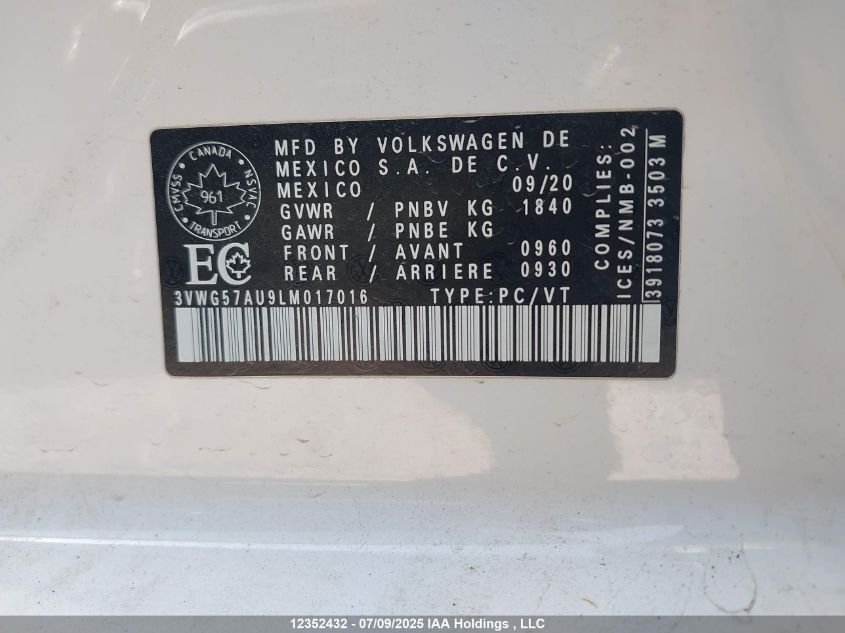 CANADA
CMVSS
NSVAC
961
TRANSPORT
EC
MFD BY VOLKSWAGEN DE
MEXICO S.A. DE C.V.
MEXICO 09/20
GVWR / PNBV KG 1840
GAWR / PNBE KG
FRONT / AVANT 0960
REAR / ARRIERE 0930
3VWG57AU9LM017016 TYPE:PC/VT
COMPLIES:
ICES/NMB-002
3918073 3503 M
12352432 - 07/09/2025 IAA Holdings, LLC